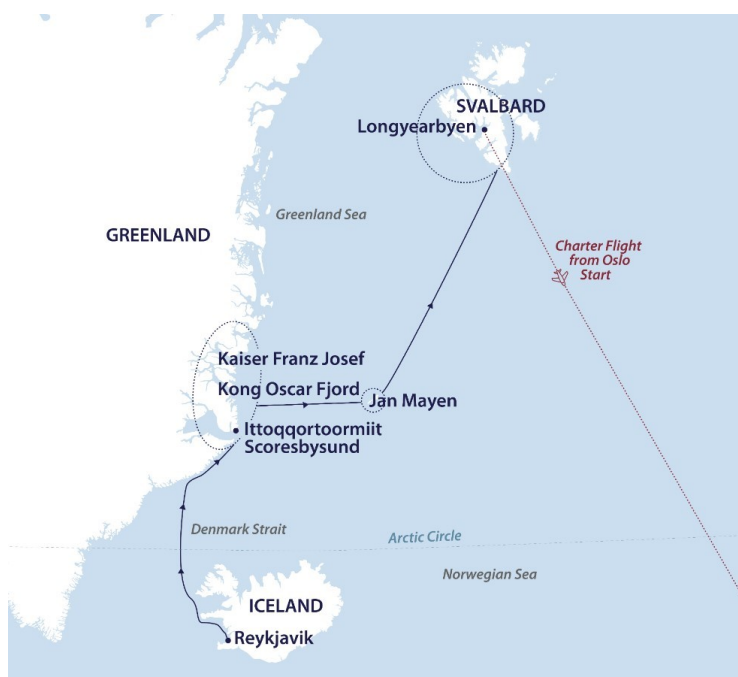 SVALBARD
Longyearbyen
Greenland Sea
GREENLAND
Charter Flight
from Oslo
Start
Kaiser Franz Josef
Kong Oscar Fjord
Jan Mayen
Ittoqqortoormiit
Scoresbysund
Denmark Strait
Arctic Circle
Norwegian Sea
ICELAND
Reykjavik